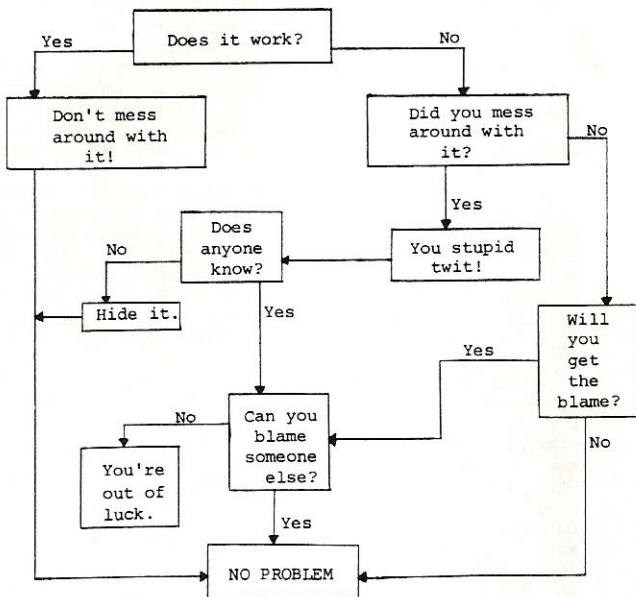 Does it work?
Yes
No
Don't mess
around with
it!
Did you mess
around with
it?
No
Yes
You stupid
twit!
Does
anyone
know?
No
Hide it.
Yes
Will
you
get
the
blame?
Yes
No
Can you
blame
someone
else?
No
You're
out of
luck.
Yes
NO PROBLEM